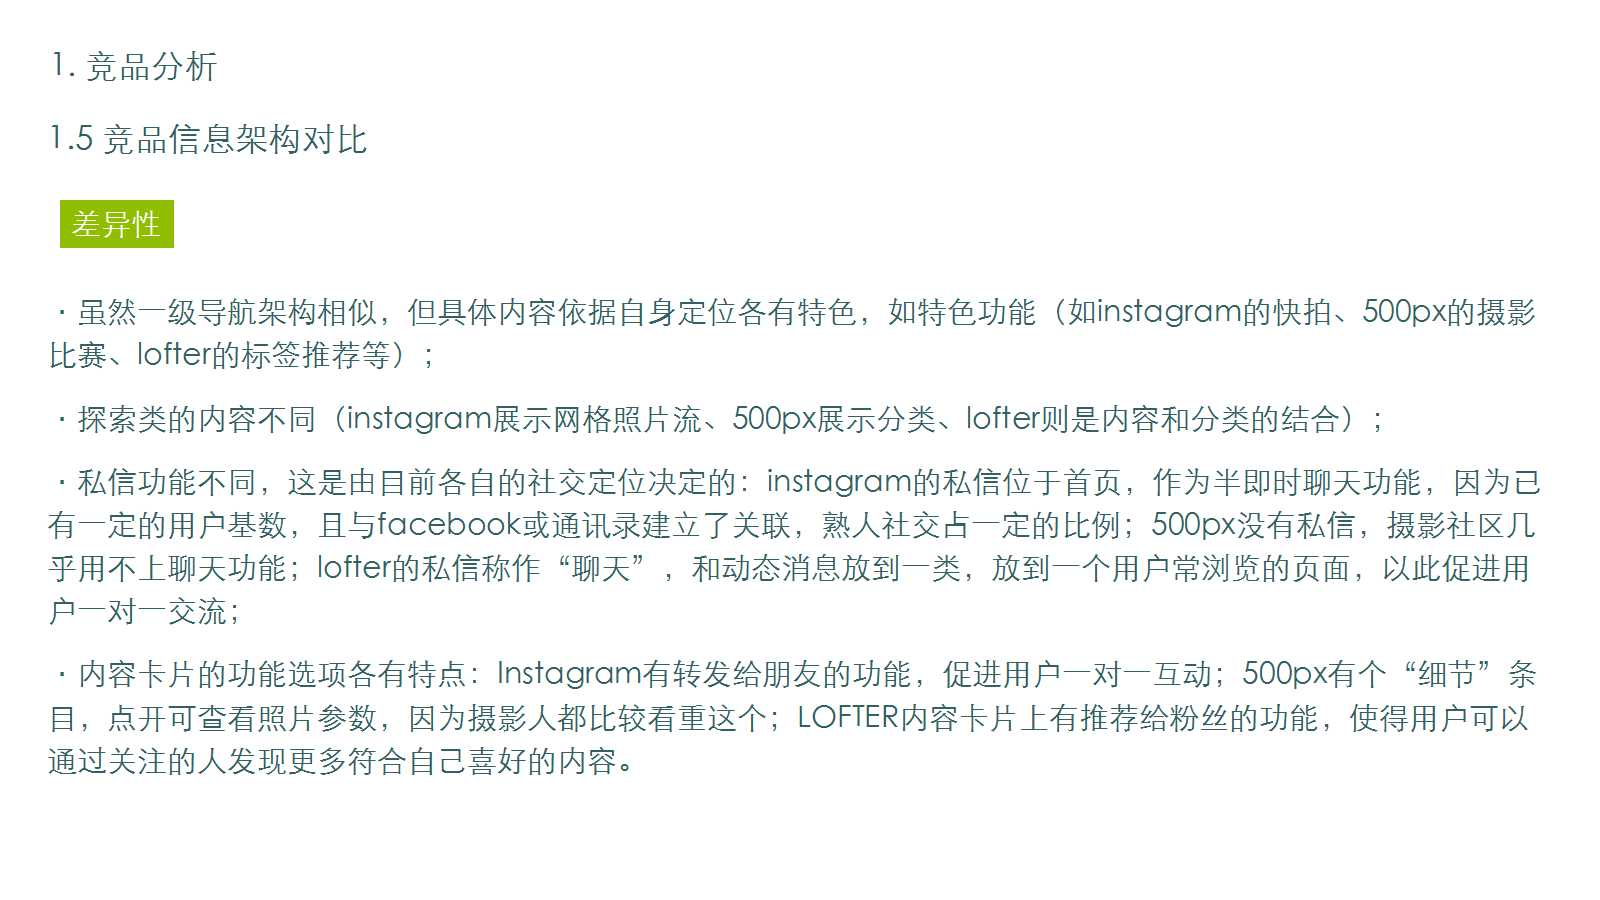 1. 竞品分析
1.5 竞品信息架构对比
差异性
· 虽然一级导航架构相似，但具体内容依据自身定位各有特色，如特色功能（如instagram的快拍、500px的摄影
比赛、lofter的标签推荐等）；
· 探索类的内容不同（instagram展示网格照片流、500px展示分类、lofter则是内容和分类的结合）；
· 私信功能不同，这是由目前各自的社交定位决定的：instagram的私信位于首页，作为半即时聊天功能，因为已
有一定的用户基数，且与facebook或通讯录建立了关联，熟人社交占一定的比例；500px没有私信，摄影社区几
乎用不上聊天功能；lofter的私信称作“聊天”，和动态消息放到一类，放到一个用户常浏览的页面，以此促进用
户一对一交流；
· 内容卡片的功能选项各有特点：Instagram有转发给朋友的功能，促进用户一对一互动；500px有个“细节”条
目，点开可查看照片参数，因为摄影人都比较看重这个；LOFTER内容卡片上有推荐给粉丝的功能，使得用户可以
通过关注的人发现更多符合自己喜好的内容。